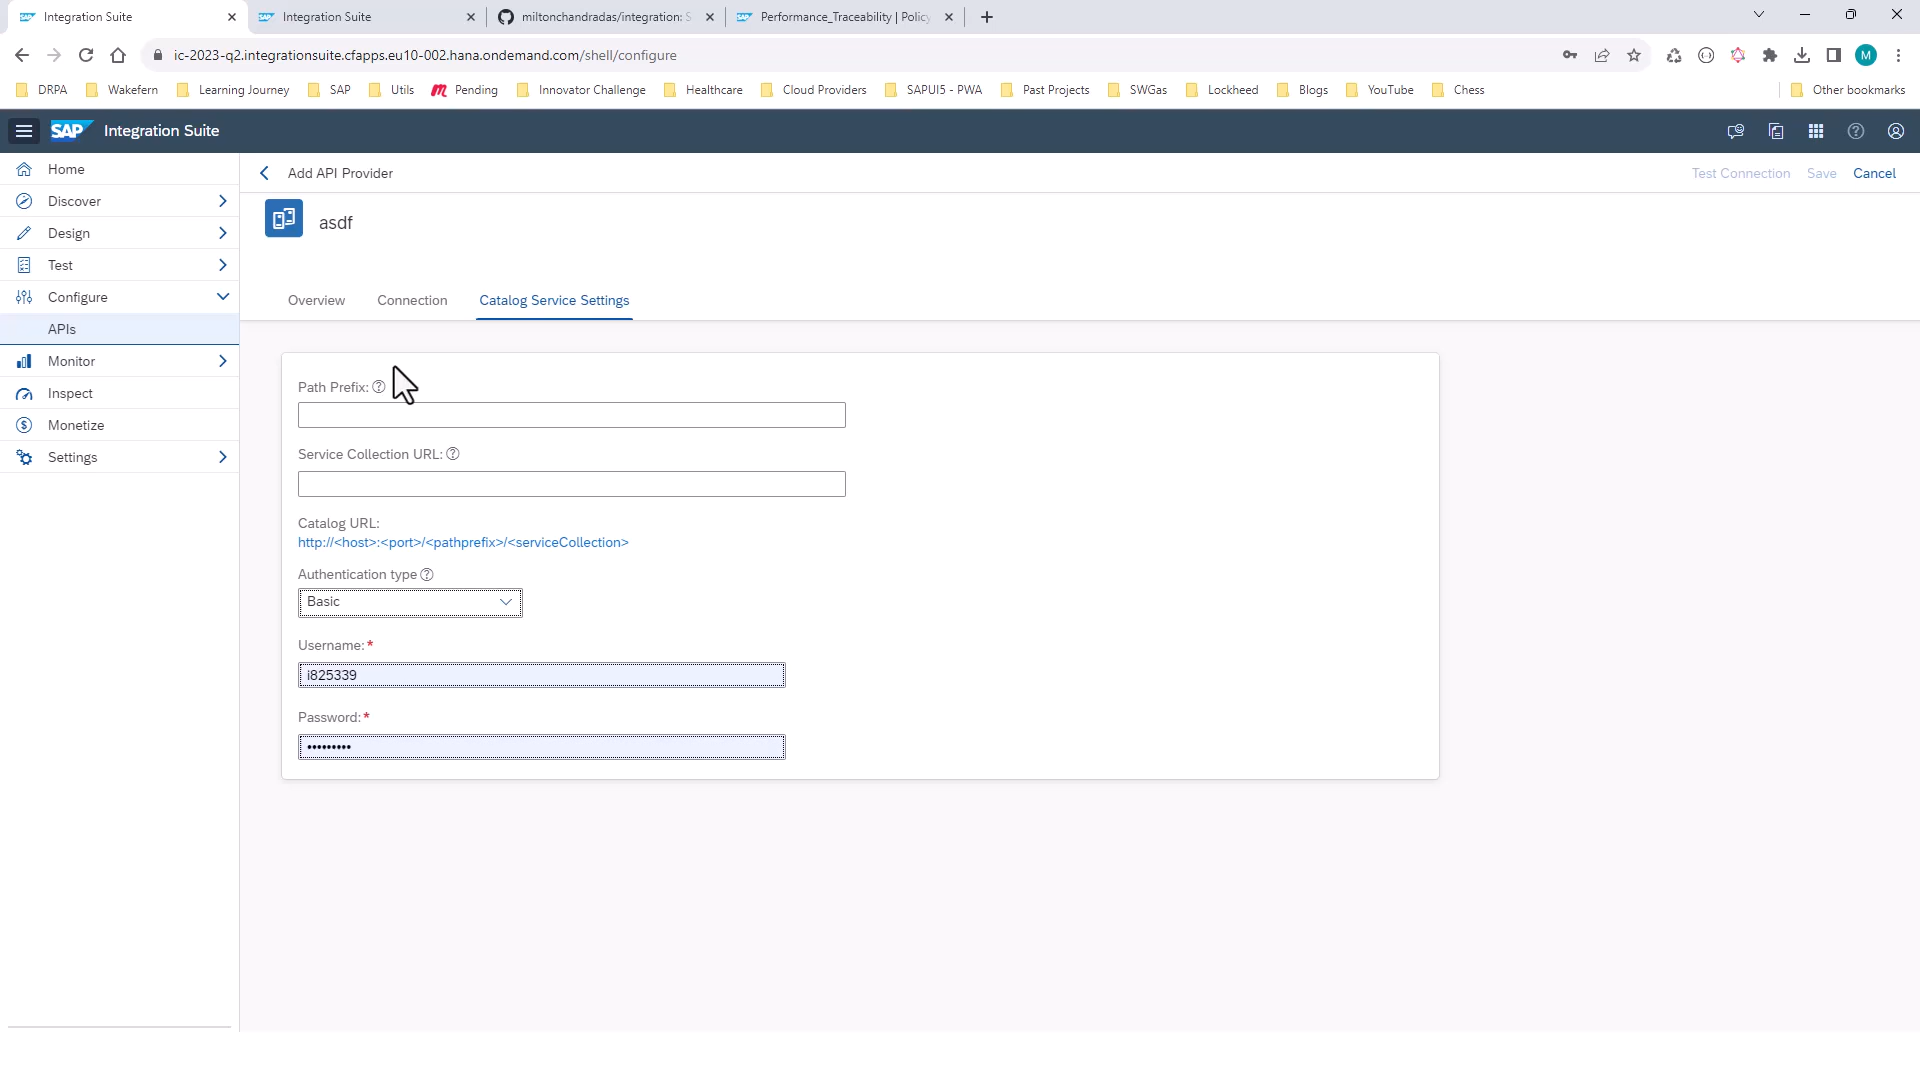 Integration Suite
Integration Suite
miltonchandradas/integration: S
Performance_Traceability | Policy
ic-2023-q2.integrationsuite.cfapps.eu10-002.hana.ondemand.com/shell/configure
M
DRPA
Wakefern
Learning Journey
SAP
Utils
Pending
Innovator Challenge
Healthcare
Cloud Providers
SAPUI5 - PWA
Past Projects
SWGas
Lockheed
Blogs
YouTube
Chess
Other bookmarks
SAP Integration Suite
Home
Discover
Design
Test
Configure
APIs
Monitor
Inspect
Monetize
Settings
Add API Provider
Test Connection Save Cancel
asdf
Overview Connection Catalog Service Settings
Path Prefix:
Service Collection URL:
Catalog URL:
http://<host>:<port>/<pathprefix>/<serviceCollection>
Authentication type
Basic
Username:*
i825339
Password:*
•••••••••